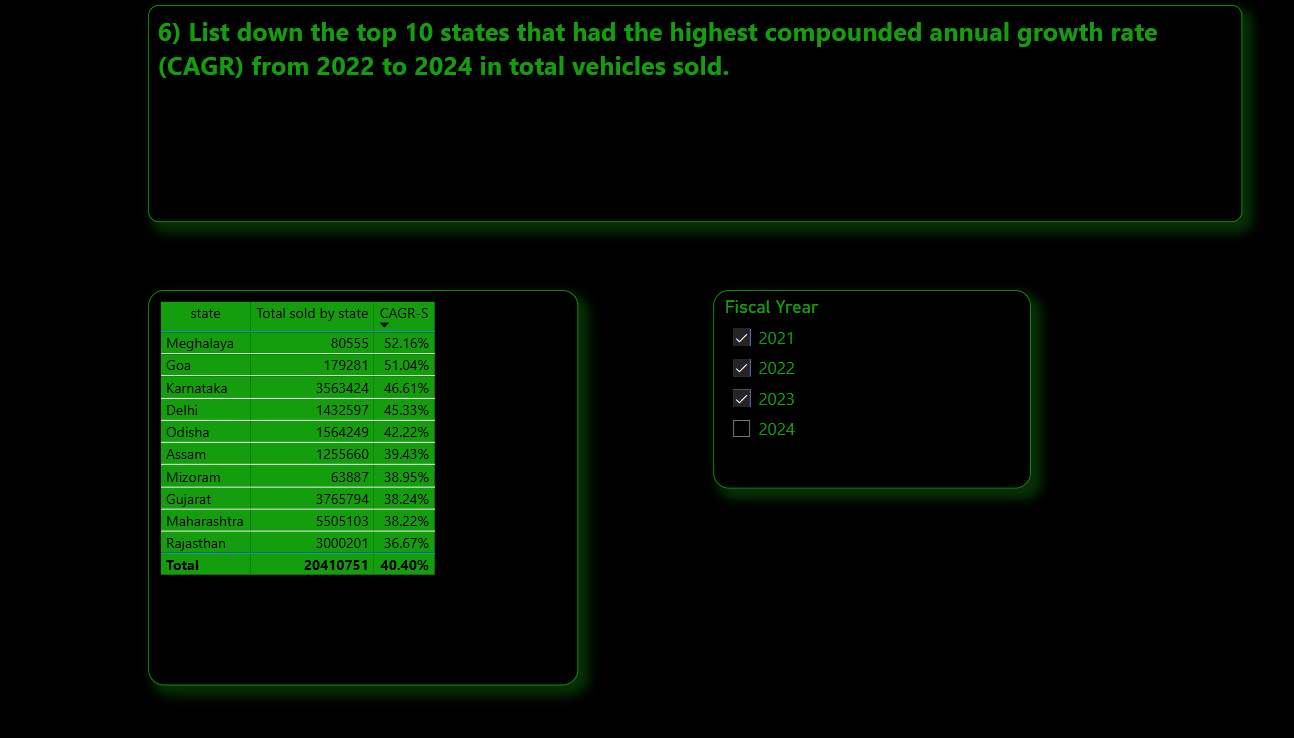 6) List down the top 10 states that had the highest compounded annual growth rate
(CAGR) from 2022 to 2024 in total vehicles sold.
state Total sold by state CAGR-S
Meghalaya 80555 52.16%
Goa 179281 51.04%
Karnataka 3563424 46.61%
Delhi 1432597 45.33%
Odisha 1564249 42.22%
Assam 1255660 39.43%
Mizoram 63887 38.95%
Gujarat 3765794 38.24%
Maharashtra 5505103 38.22%
Rajasthan 3000201 36.67%
Total 20410751 40.40%
Fiscal Yrear
2021
2022
2023
2024